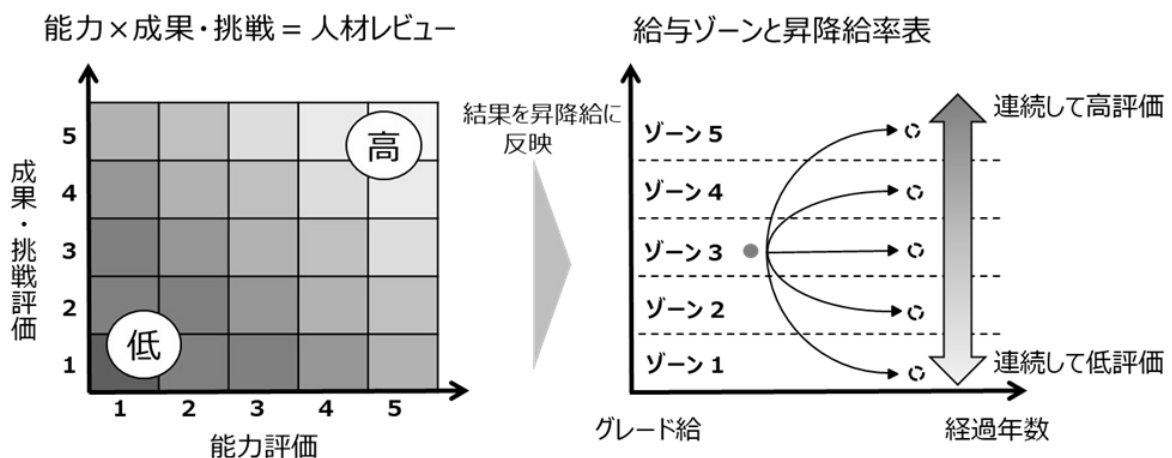 能力×成果・挑戦＝人材レビュー
5
4
3
2
1
成果・挑戦評価
高
低
1 2 3 4 5
能力評価
結果を昇降給に
反映
給与ゾーンと昇降給率表
ゾーン5
ゾーン4
ゾーン3
ゾーン2
ゾーン1
連続して高評価
連続して低評価
グレード給
経過年数